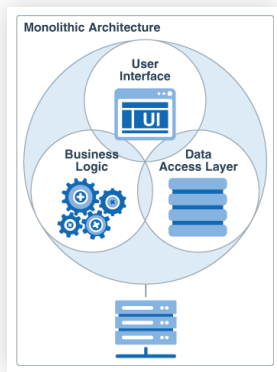 Monolithic Architecture
User
Interface
UI
Business
Logic
Data
Access Layer